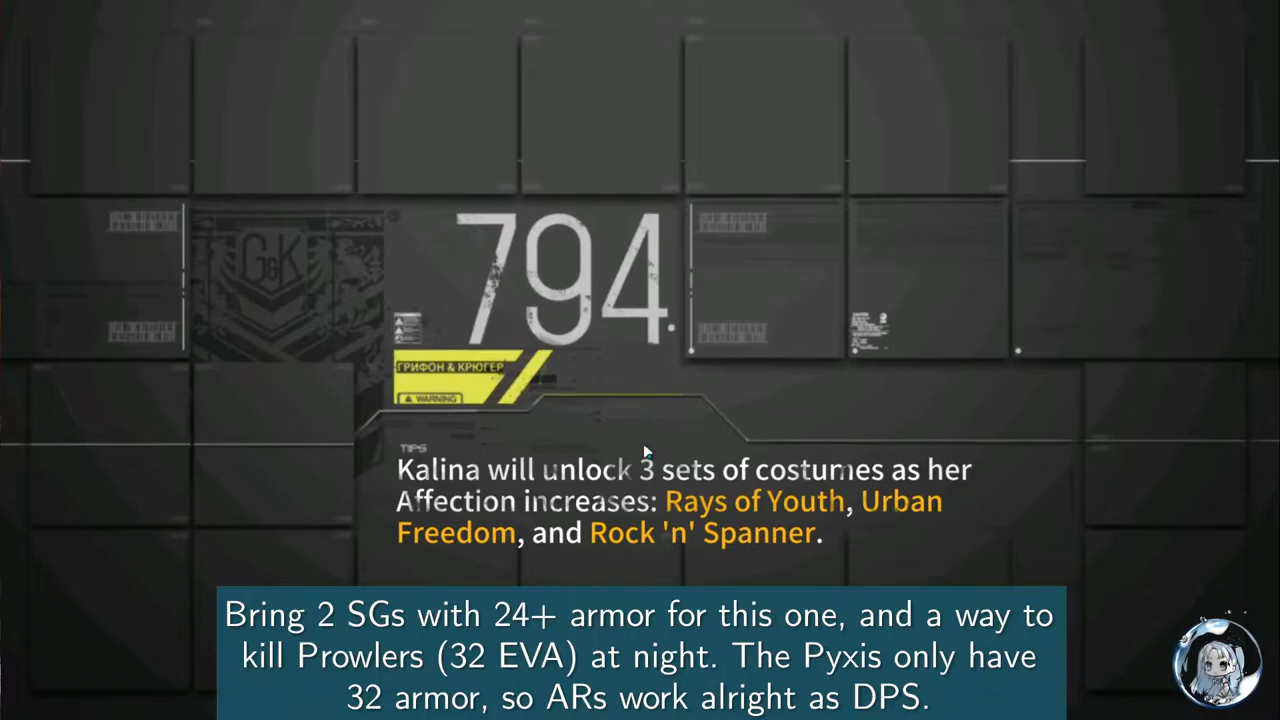 G&K
794.
ГРИФОН & КРЮГЕР
WARNING
TIPS
Kalina will unlock 3 sets of costumes as her
Affection increases: Rays of Youth, Urban
Freedom, and Rock 'n' Spanner.
Bring 2 SGs with 24+ armor for this one, and a way to
kill Prowlers (32 EVA) at night. The Pyxis only have
32 armor, so ARs work alright as DPS.